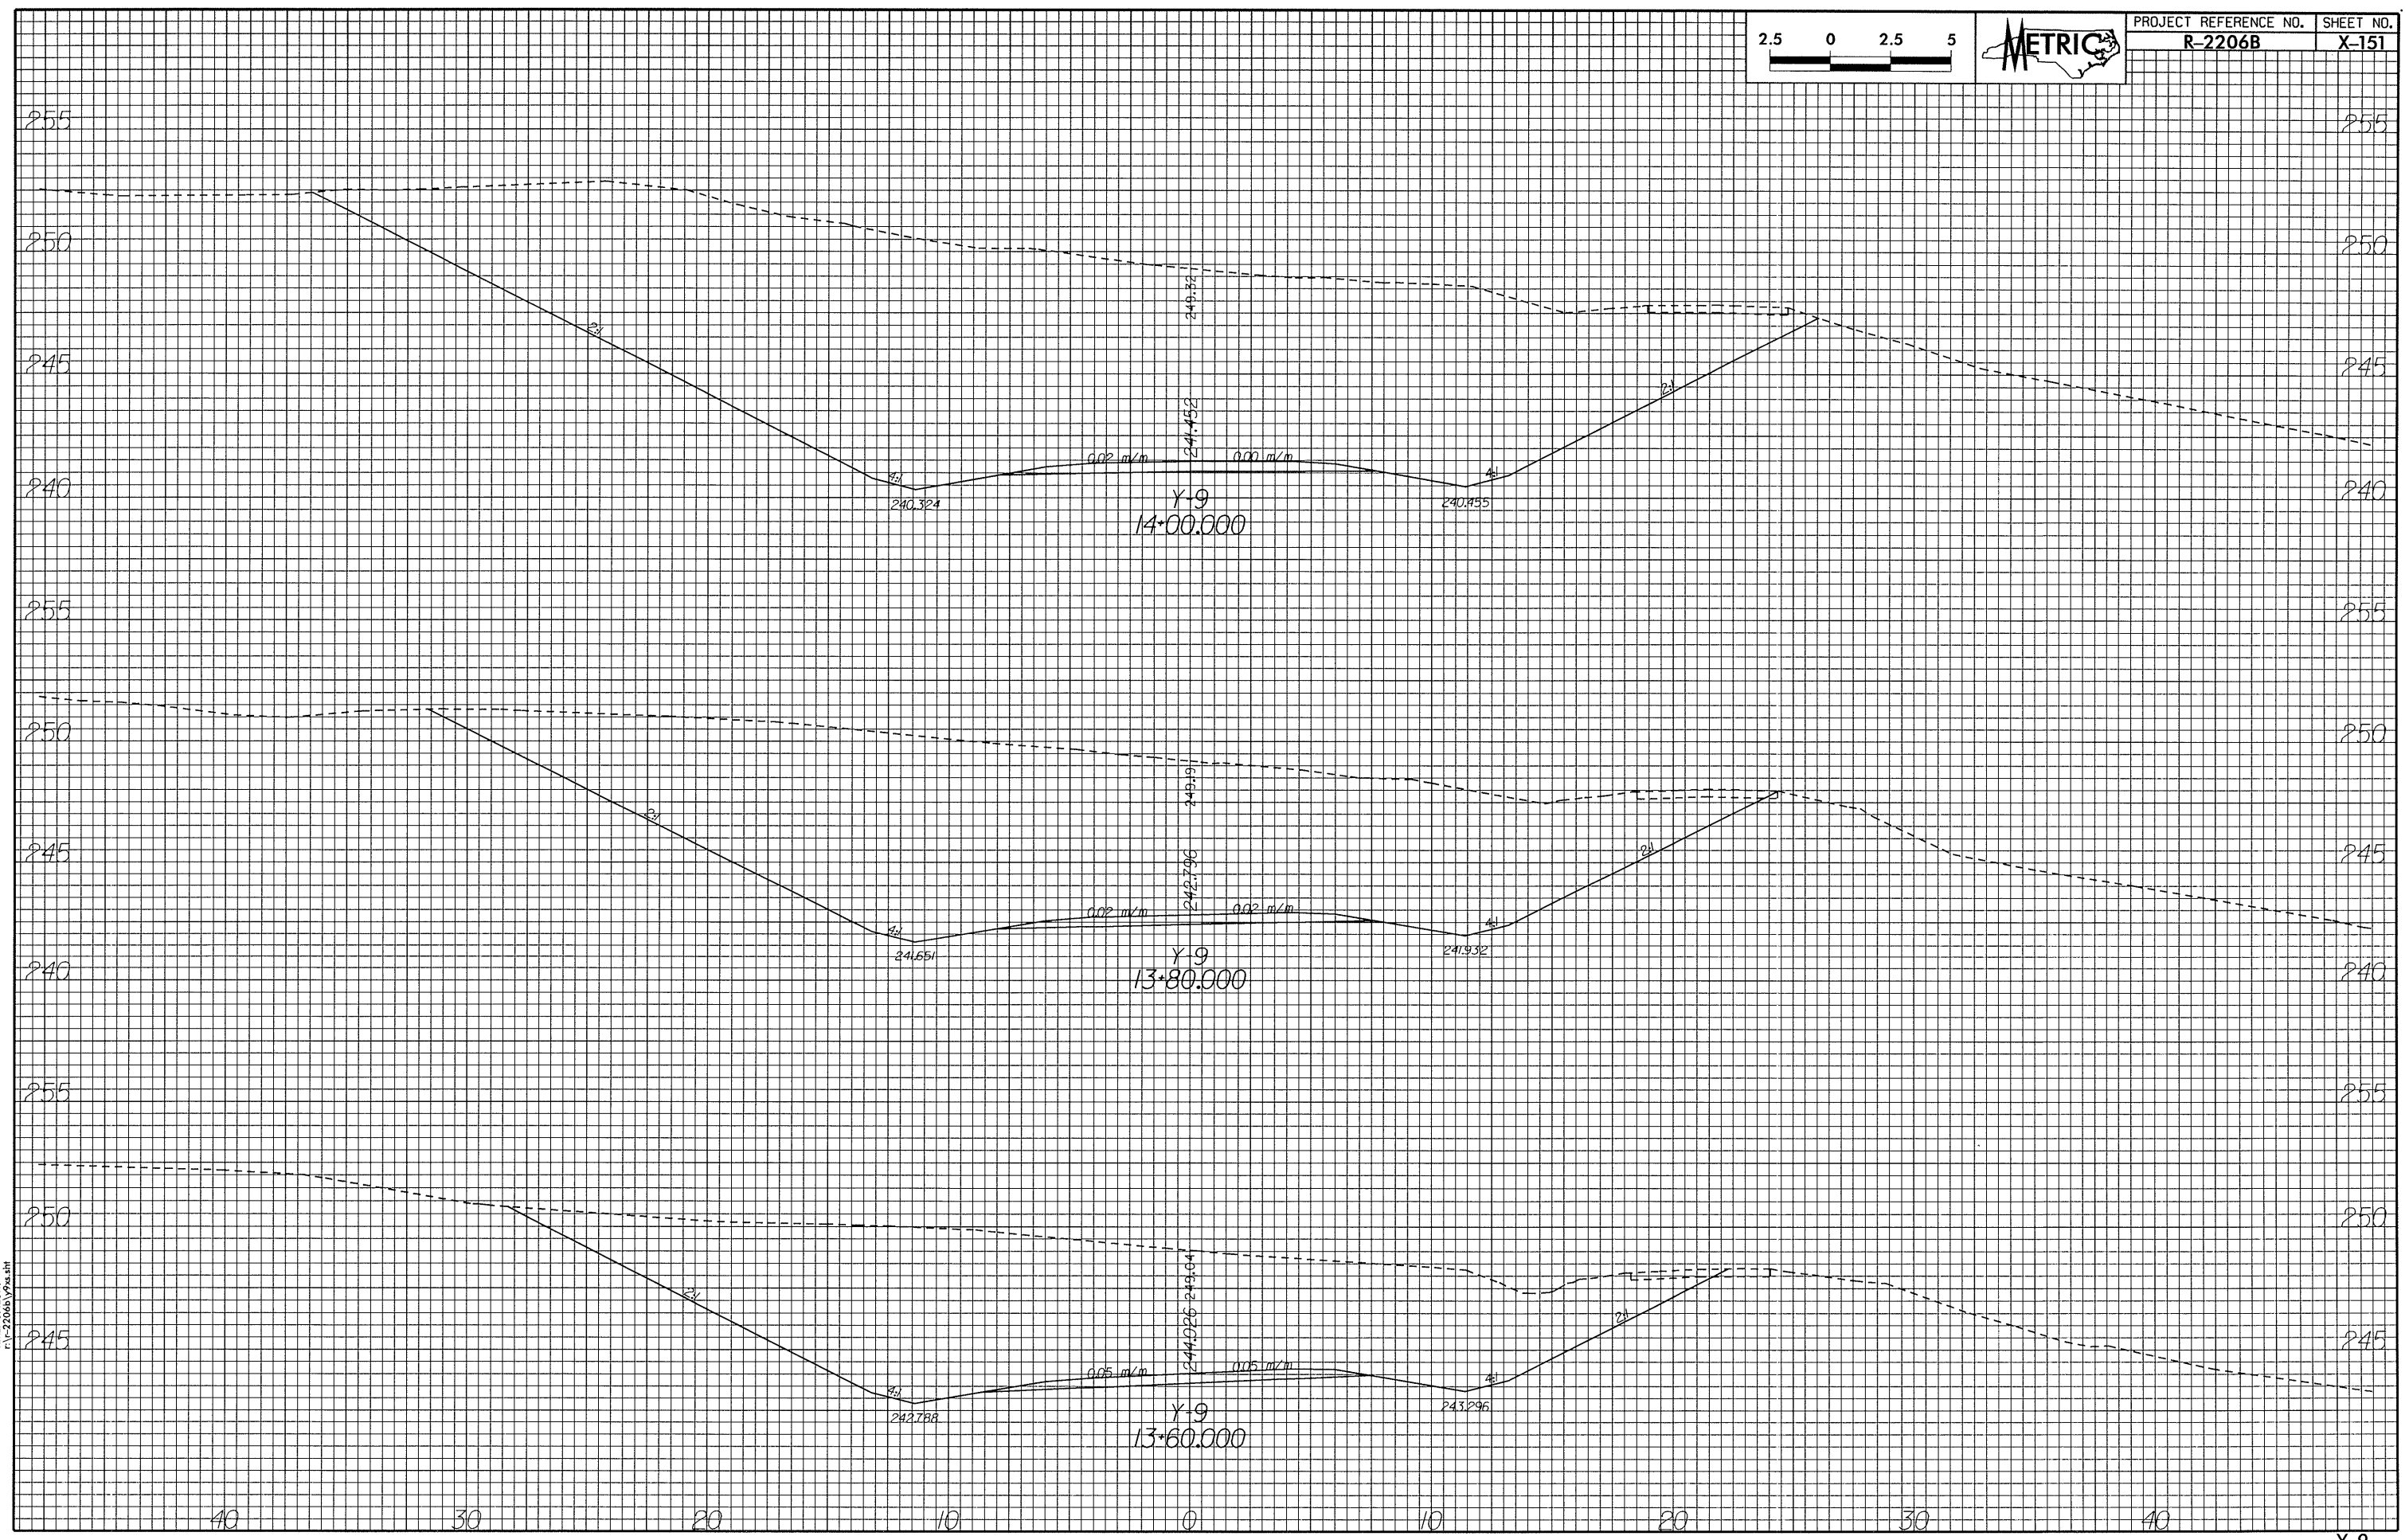 PROJECT REFERENCE NO. SHEET NO.
R-2206B X-151
2.5 0 2.5 5
METRIC
255 255
250 250
249.32
2:1
245 245
2:1
241.452
0.02 m/m 0.00 m/m
4:1 4:1
240 240
240.324 240.455
Y-9
14+00.000
255 255
250 250
249.19
2:1
245 245
2:1
242.796
0.02 m/m 0.02 m/m
4:1 4:1
241.651 241.932
Y-9
240 240
13+80.000
255 255
250 250
249.04
2:1
244.026
2:1
245 245
0.05 m/m 0.05 m/m
4:1 4:1
242.788 243.296
Y-9
13+60.000
40 30 20 10 0 10 20 30 40
r:\r-2206b\y9xs.sht